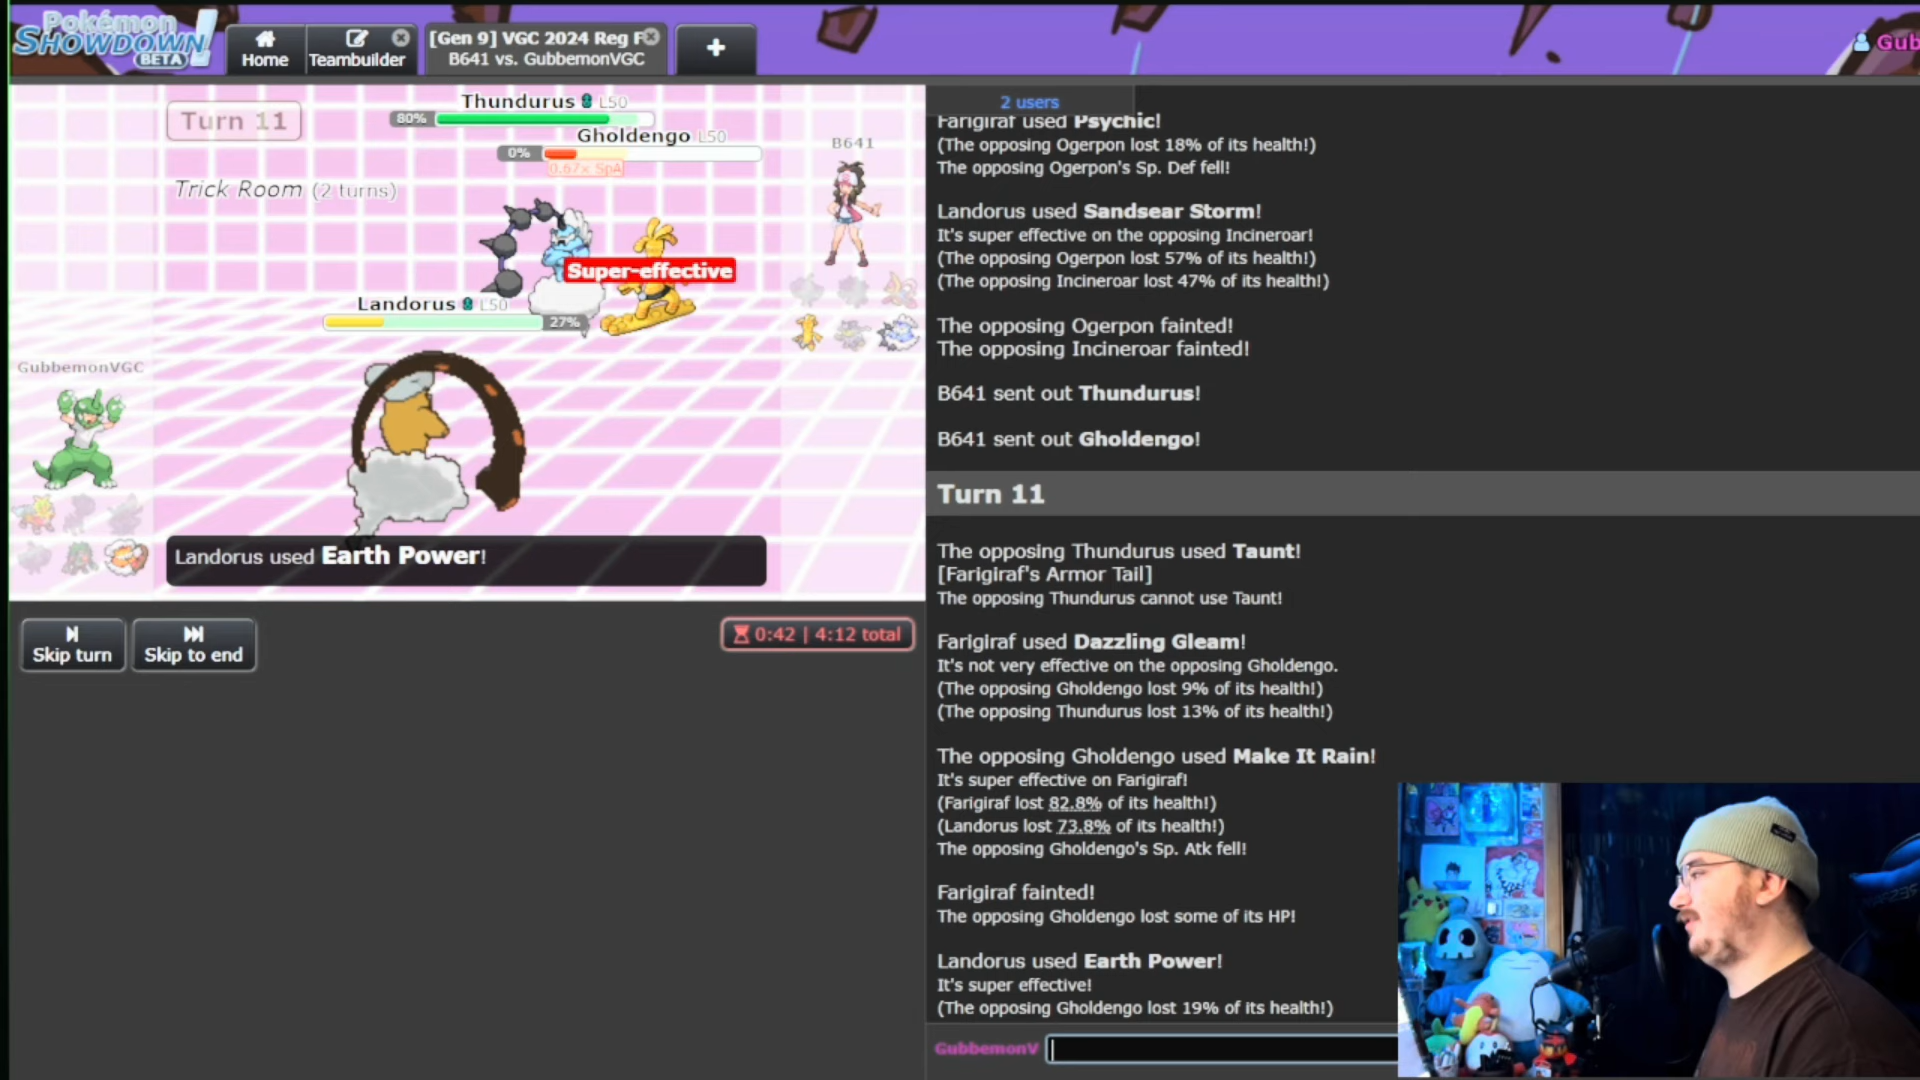 Pokémon
SHOWDOWN!
BETA
Home
Teambuilder
[Gen 9] VGC 2024 Reg F
B641 vs. GubbemonVGC
Gub
Turn 11
Thundurus L50
80%
Gholdengo L50
0%
0.67x SpA
B641
Trick Room (2 turns)
Super-effective
Landorus L50
27%
GubbemonVGC
Landorus used Earth Power!
Skip turn
Skip to end
0:42 | 4:12 total
2 users
Farigiraf used Psychic!
(The opposing Ogerpon lost 18% of its health!)
The opposing Ogerpon's Sp. Def fell!
Landorus used Sandsear Storm!
It's super effective on the opposing Incineroar!
(The opposing Ogerpon lost 57% of its health!)
(The opposing Incineroar lost 47% of its health!)
The opposing Ogerpon fainted!
The opposing Incineroar fainted!
B641 sent out Thundurus!
B641 sent out Gholdengo!
Turn 11
The opposing Thundurus used Taunt!
[Farigiraf's Armor Tail]
The opposing Thundurus cannot use Taunt!
Farigiraf used Dazzling Gleam!
It's not very effective on the opposing Gholdengo.
(The opposing Gholdengo lost 9% of its health!)
(The opposing Thundurus lost 13% of its health!)
The opposing Gholdengo used Make It Rain!
It's super effective on Farigiraf!
(Farigiraf lost 82.8% of its health!)
(Landorus lost 73.8% of its health!)
The opposing Gholdengo's Sp. Atk fell!
Farigiraf fainted!
The opposing Gholdengo lost some of its HP!
Landorus used Earth Power!
It's super effective!
(The opposing Gholdengo lost 19% of its health!)
GubbemonV